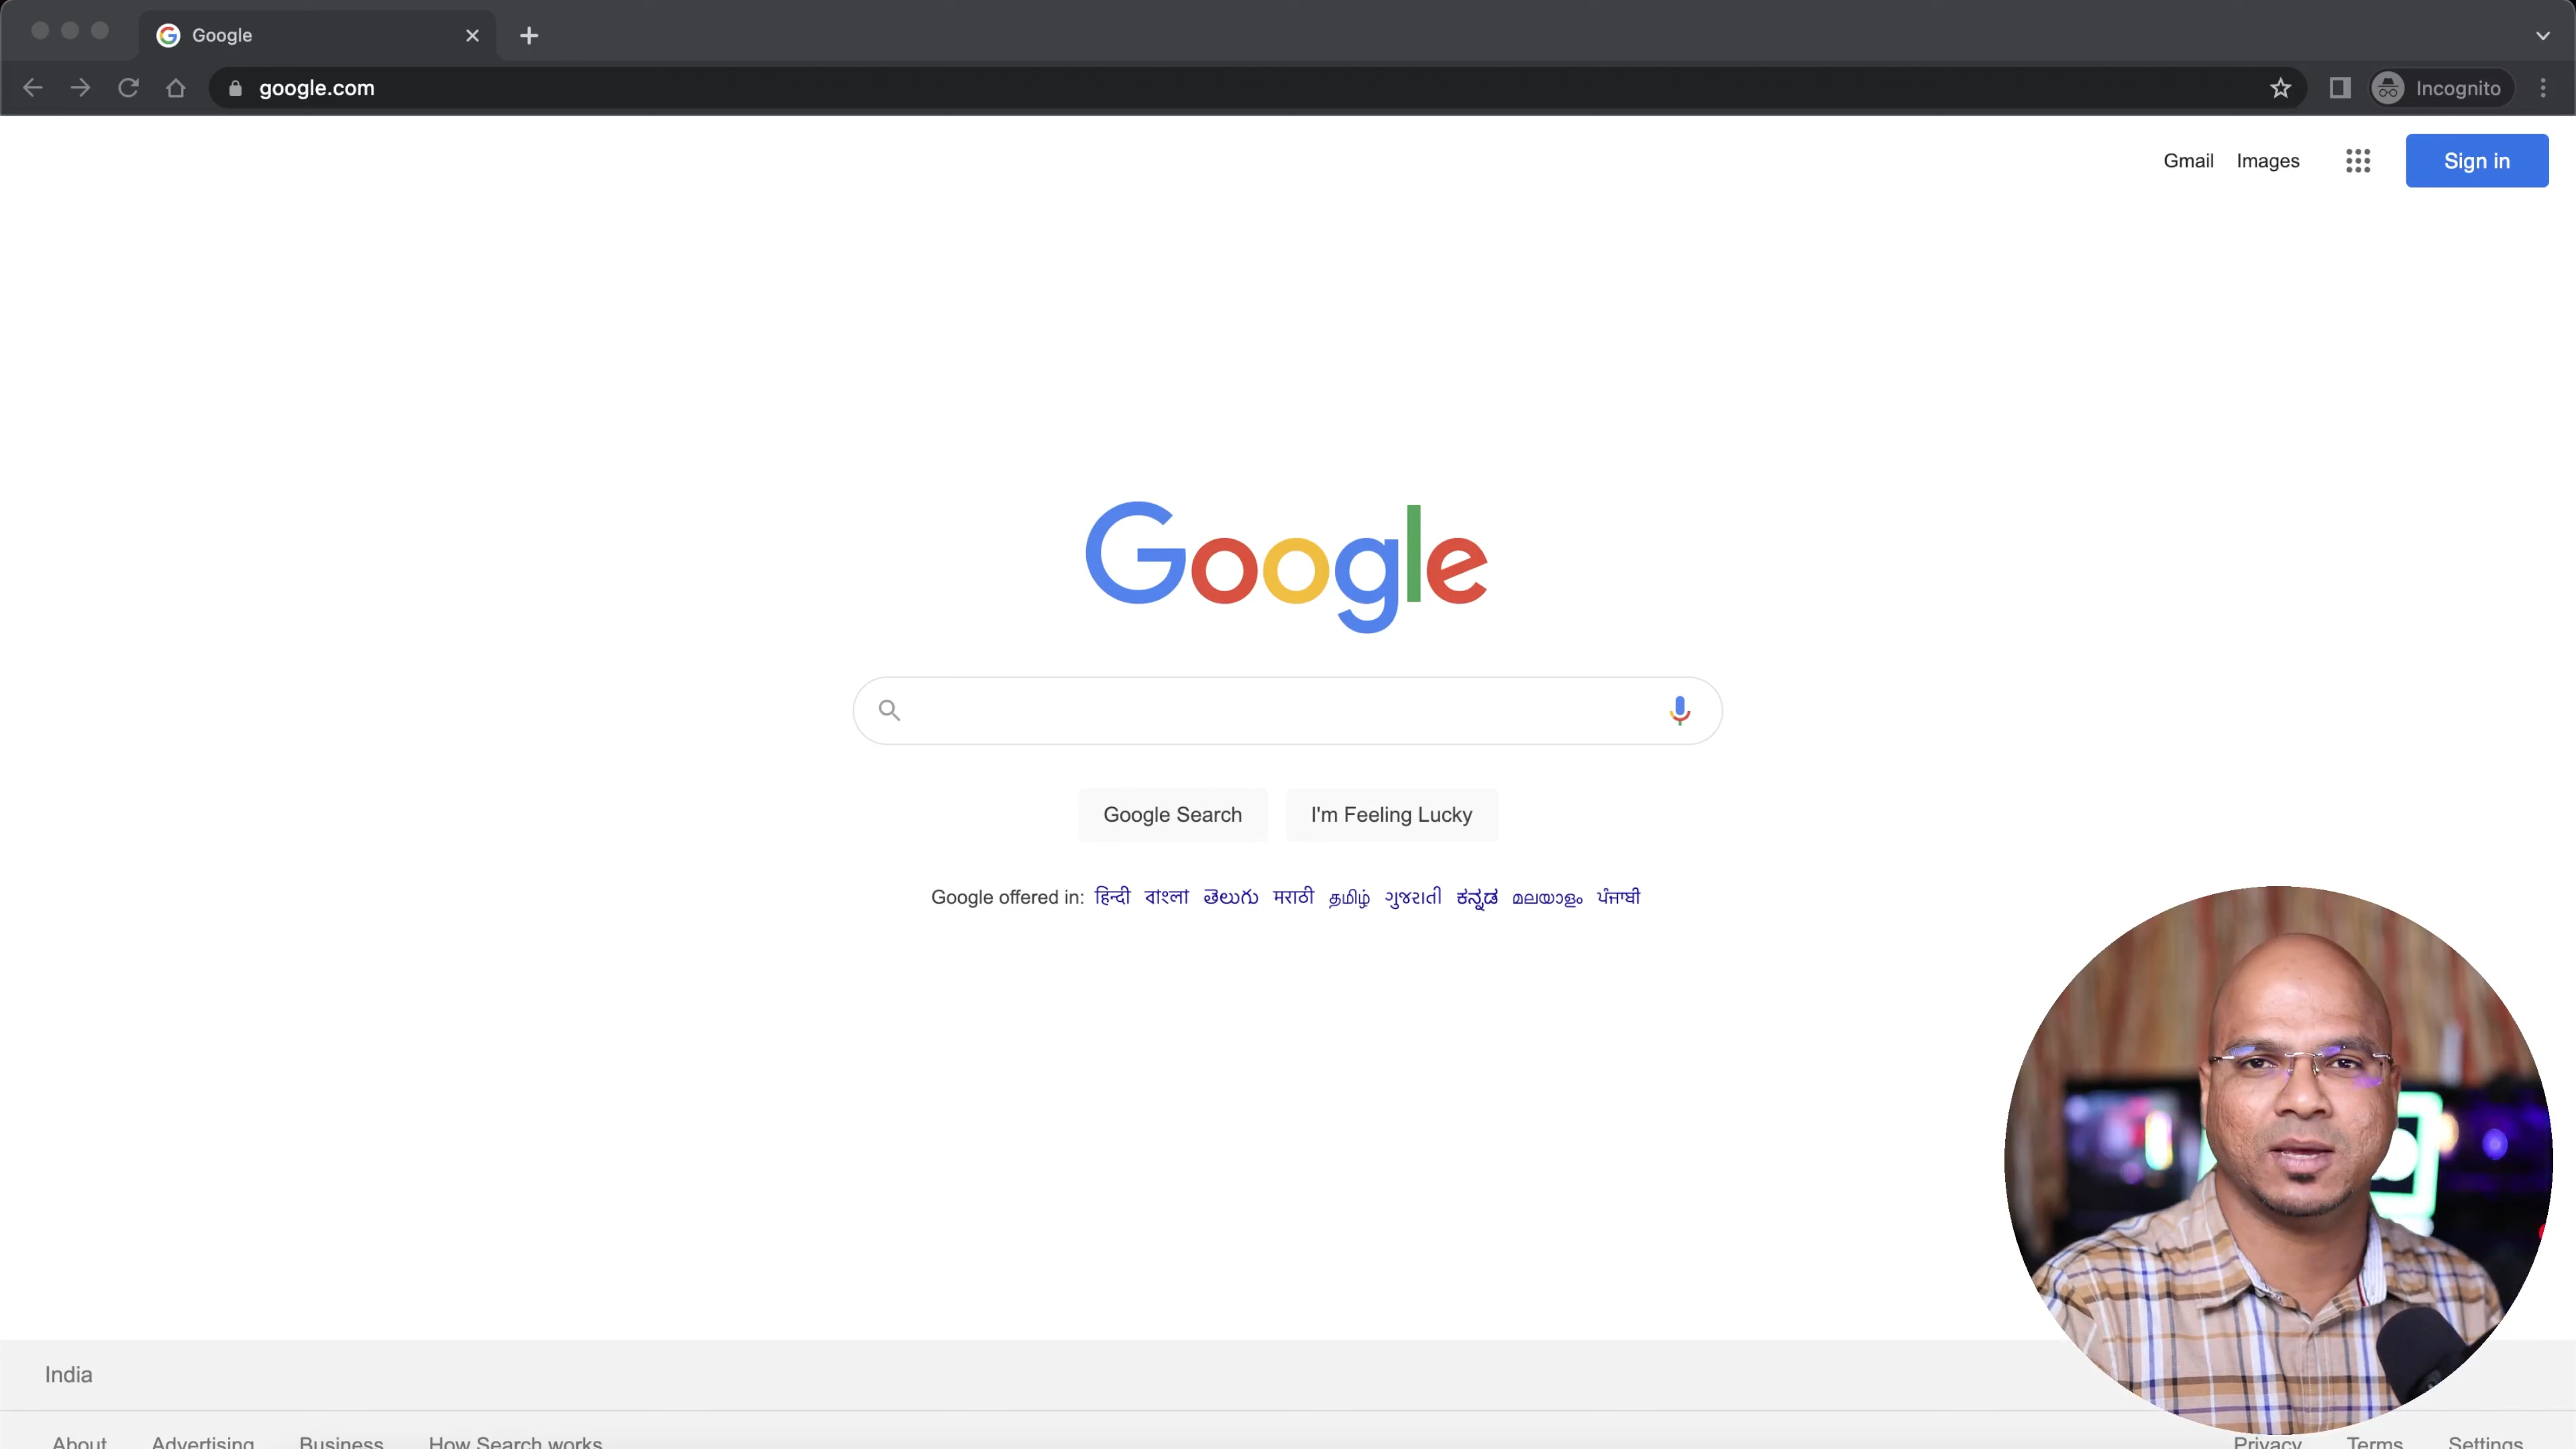 Google
google.com
Incognito
Gmail Images Sign in
Google
Google Search I'm Feeling Lucky
Google offered in: हिन्दी বাংলা తెలుగు मराठी தமிழ் ગુજરાતી ಕನ್ನಡ മലയാളം ਪੰਜਾਬੀ
India
About Advertising Business How Search works Privacy Terms Settings